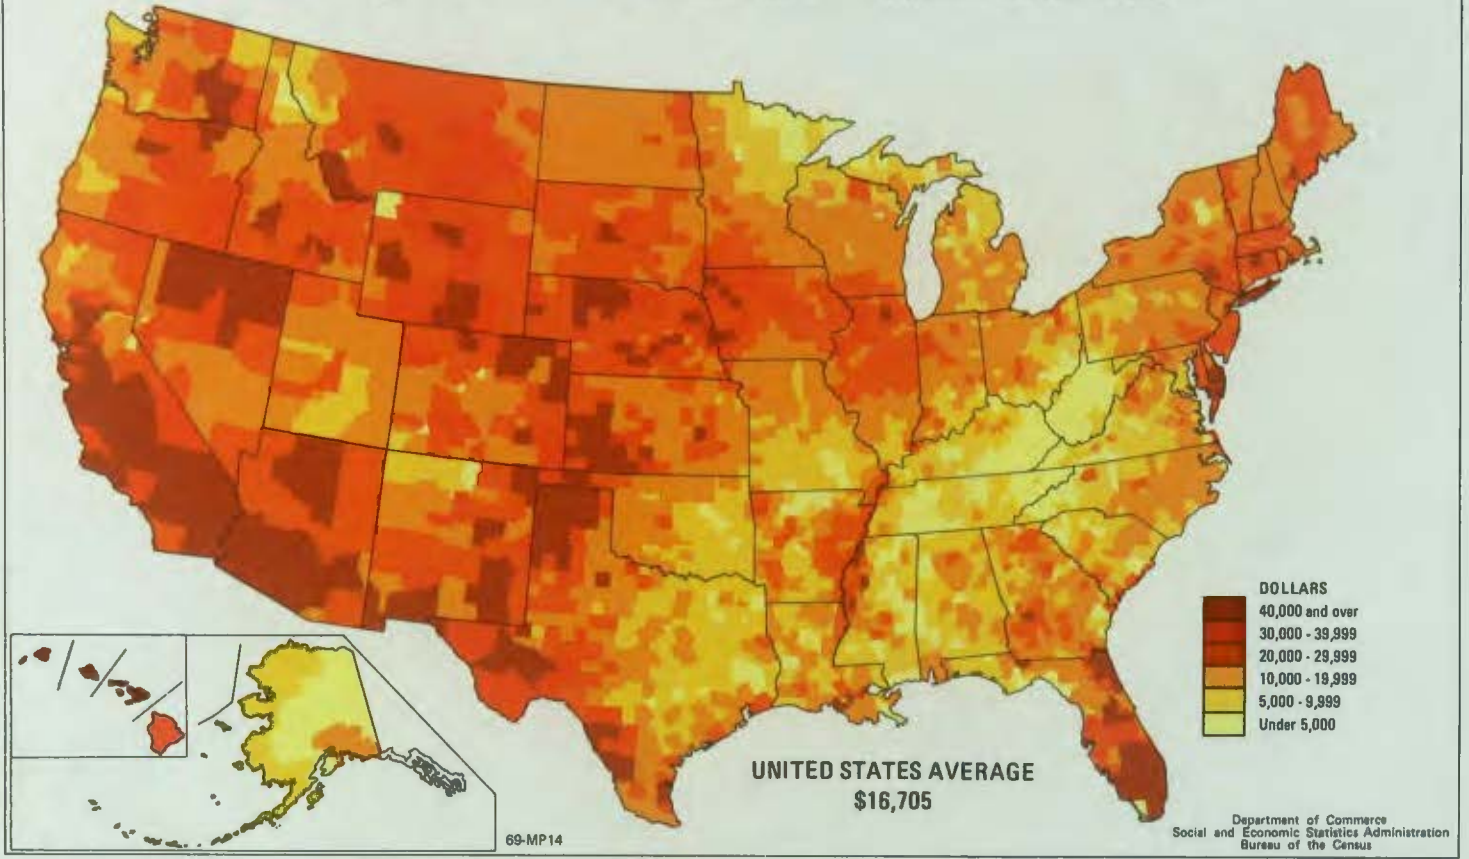 DOLLARS
40,000 and over
30,000 - 39,999
20,000 - 29,999
10,000 - 19,999
5,000 - 9,999
Under 5,000
UNITED STATES AVERAGE
$16,705
69-MP14
Department of Commerce
Social and Economic Statistics Administration
Bureau of the Census